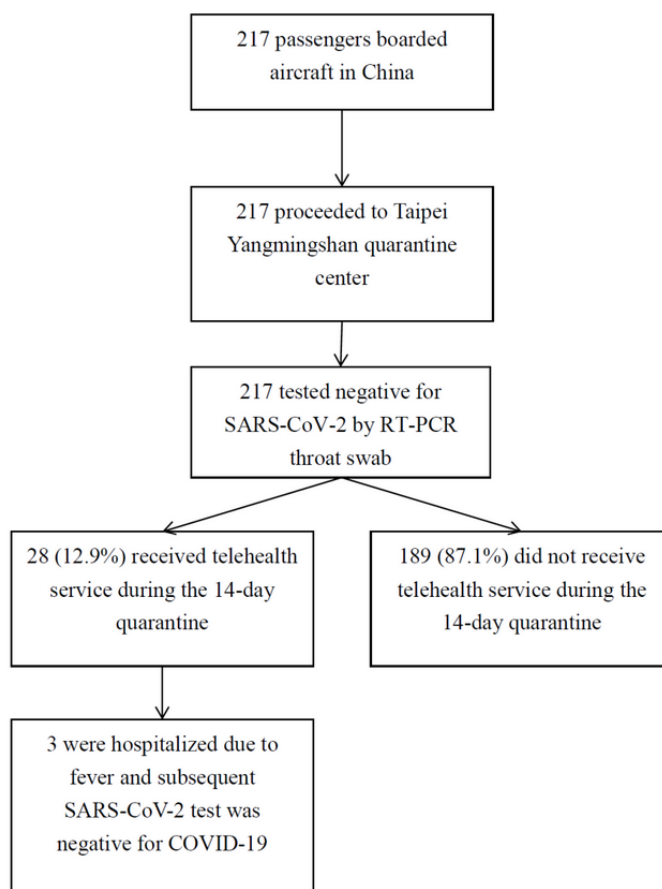 217 passengers boarded
aircraft in China
217 proceeded to Taipei
Yangmingshan quarantine
center
217 tested negative for
SARS-CoV-2 by RT-PCR
throat swab
28 (12.9%) received telehealth
service during the 14-day
quarantine
189 (87.1%) did not receive
telehealth service during the
14-day quarantine
3 were hospitalized due to
fever and subsequent
SARS-CoV-2 test was
negative for COVID-19